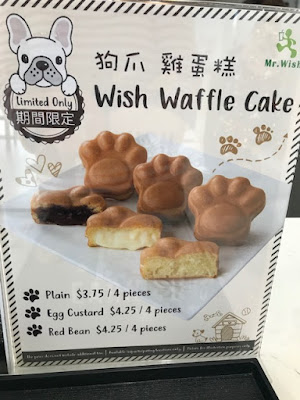 狗爪 雞蛋糕
Mr.Wish
Limited Only
期間限定
Wish Waffle Cake
Plain $3.75 / 4 pieces
Egg Custard $4.25 / 4 pieces
Red Bean $4.25 / 4 pieces